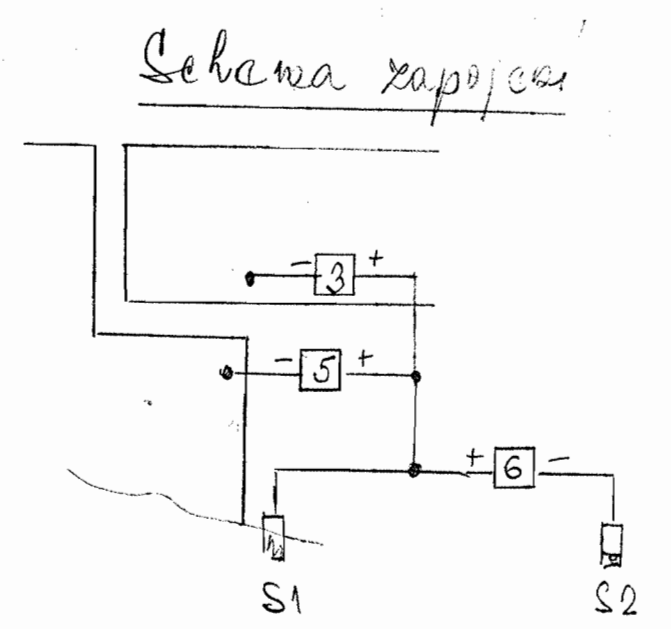 Schema zapojení
- 3 +
- 5 +
+ 6 -
S1 S2